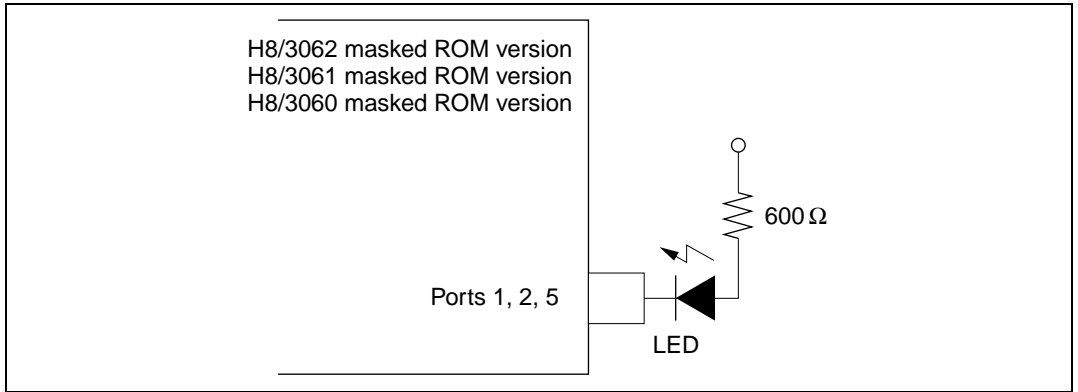 H8/3062 masked ROM version
H8/3061 masked ROM version
H8/3060 masked ROM version
600 Ω
Ports 1, 2, 5
LED